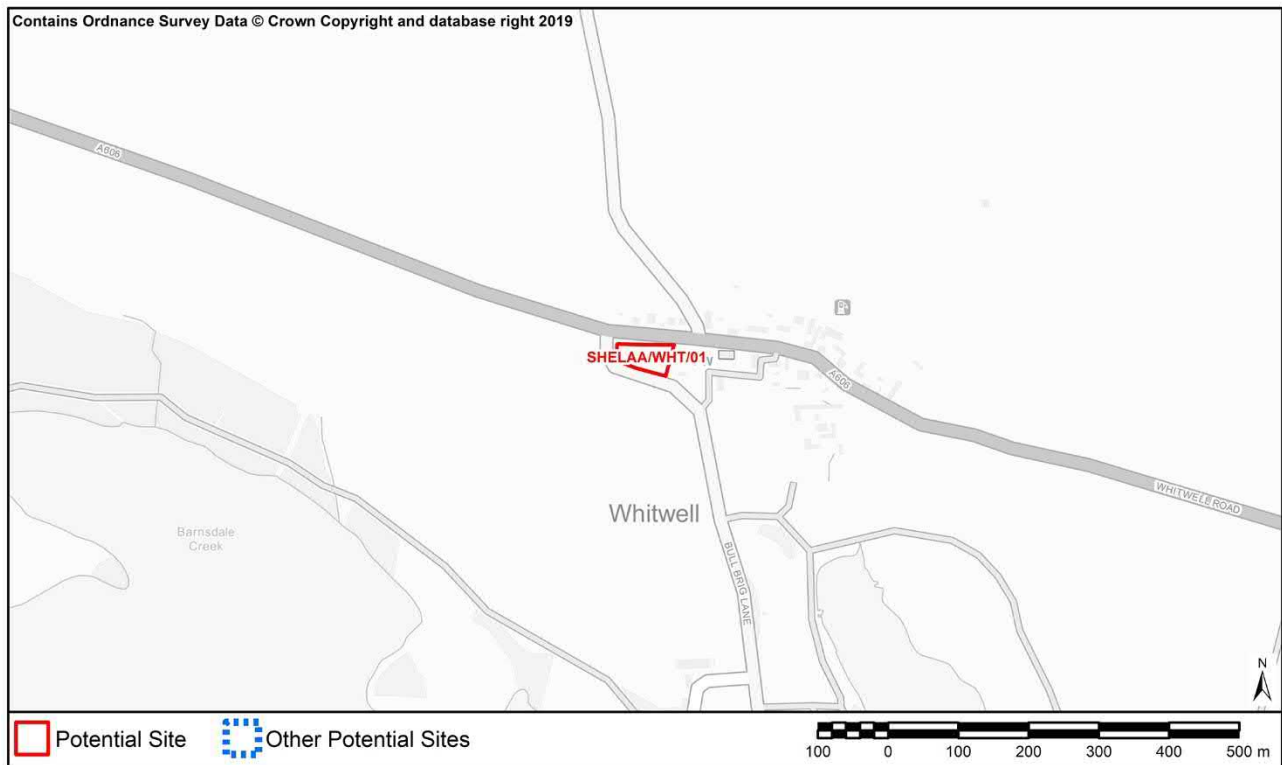 Contains Ordnance Survey Data © Crown Copyright and database right 2019
A606
SHELAA/WHT/01
A606
WHITWELL ROAD
Whitwell
Barnsdale
Creek
BULL BRIG LANE
N
Potential Site
Other Potential Sites
100 0 100 200 300 400 500 m